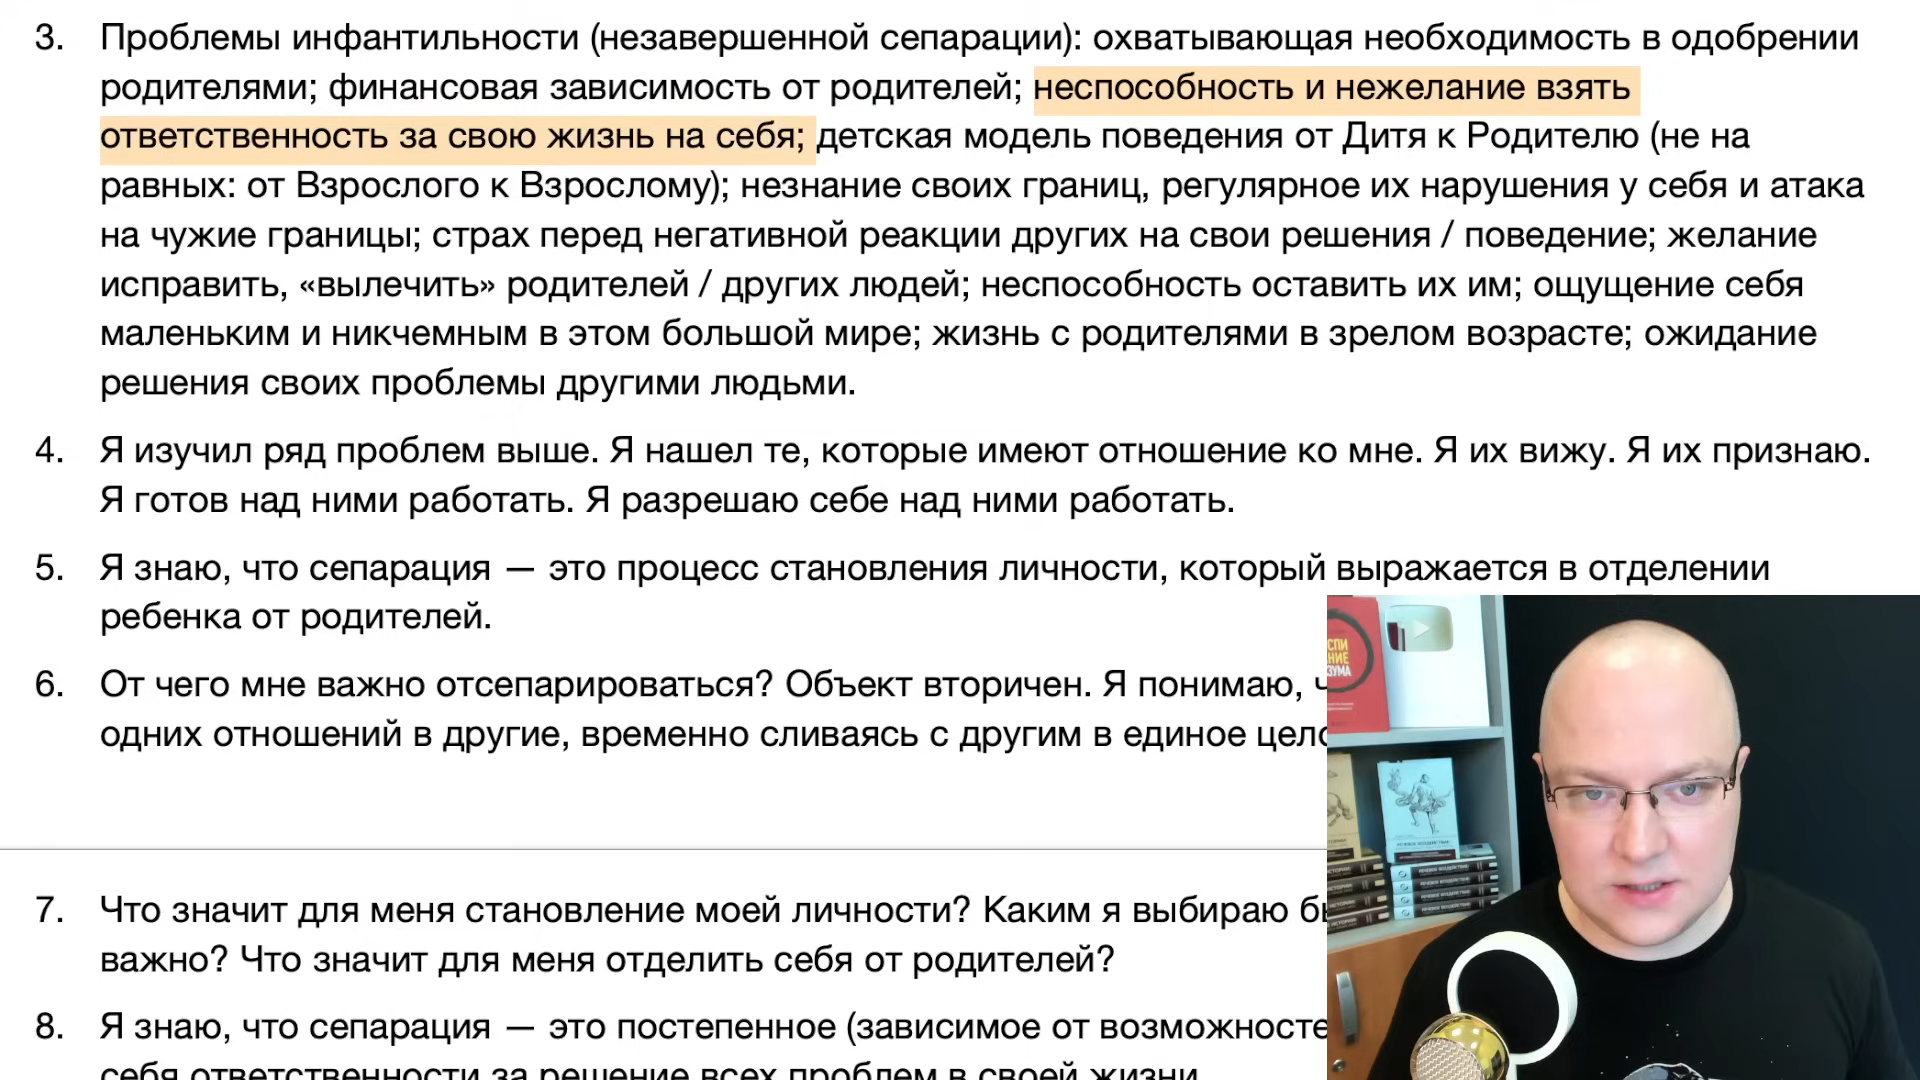 3. Проблемы инфантильности (незавершенной сепарации): охватывающая необходимость в одобрении
родителями; финансовая зависимость от родителей; неспособность и нежелание взять
ответственность за свою жизнь на себя; детская модель поведения от Дитя к Родителю (не на
равных: от Взрослого к Взрослому); незнание своих границ, регулярное их нарушения у себя и атака
на чужие границы; страх перед негативной реакции других на свои решения / поведение; желание
исправить, «вылечить» родителей / других людей; неспособность оставить их им; ощущение себя
маленьким и никчемным в этом большой мире; жизнь с родителями в зрелом возрасте; ожидание
решения своих проблемы другими людьми.
4. Я изучил ряд проблем выше. Я нашел те, которые имеют отношение ко мне. Я их вижу. Я их признаю.
Я готов над ними работать. Я разрешаю себе над ними работать.
5. Я знаю, что сепарация — это процесс становления личности, который выражается в отделении
ребенка от родителей.
6. От чего мне важно отсепарироваться? Объект вторичен. Я понимаю,
одних отношений в другие, временно сливаясь с другим в единое
7. Что значит для меня становление моей личности? Каким я выбираю
важно? Что значит для меня отделить себя от родителей?
8. Я знаю, что сепарация — это постепенное (зависимое от
себя ответственности за решение всех проблем в своей жизни